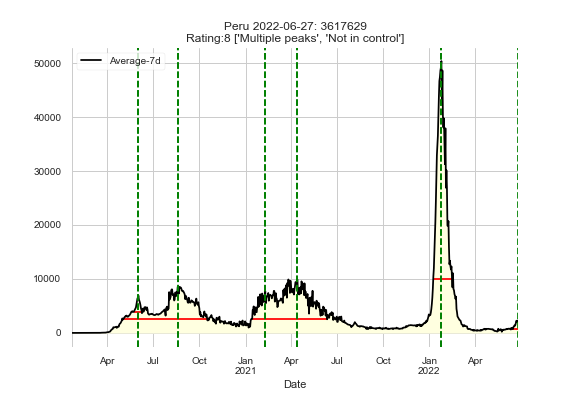 Peru 2022-06-27: 3617629
Rating:8 ['Multiple peaks', 'Not in control']
Average-7d
50000
40000
30000
20000
10000
0
Apr Jul Oct Jan Apr Jul Oct Jan Apr
2021 2022
Date